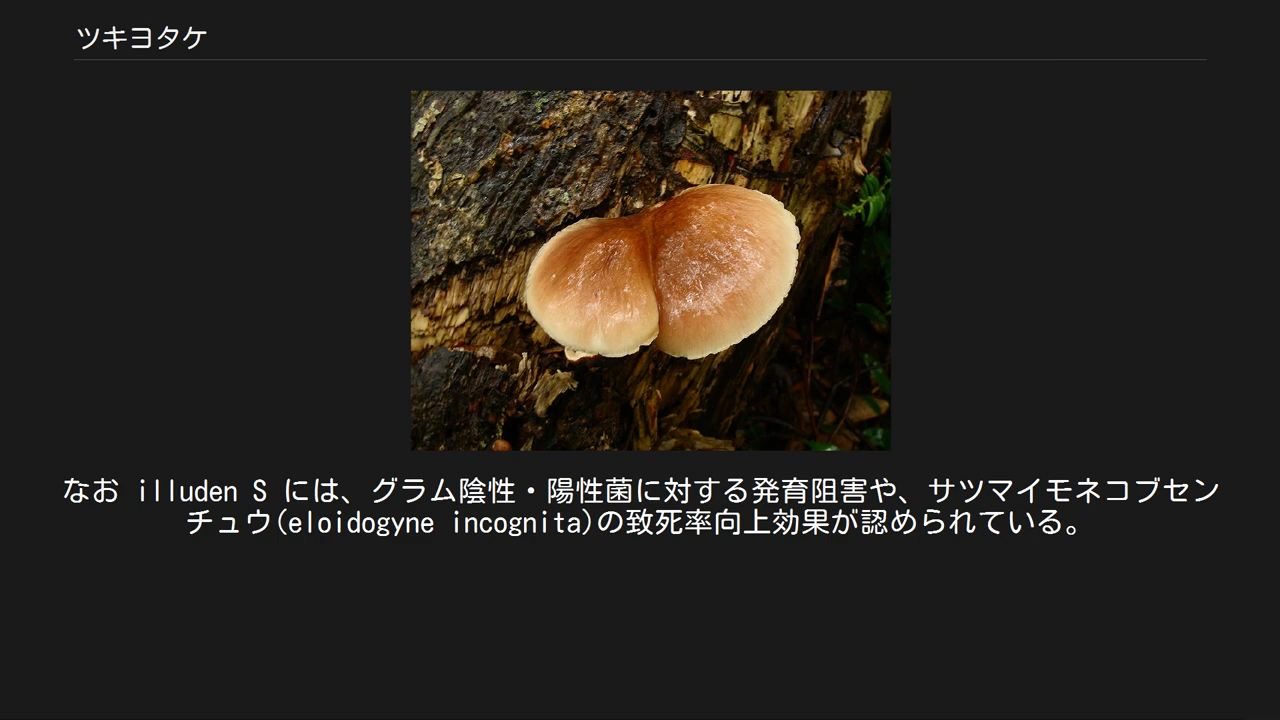 ツキヨタケ
なお illuden S には、グラム陰性・陽性菌に対する発育阻害や、サツマイモネコブセン
チュウ(eloidogyne incognita)の致死率向上効果が認められている。